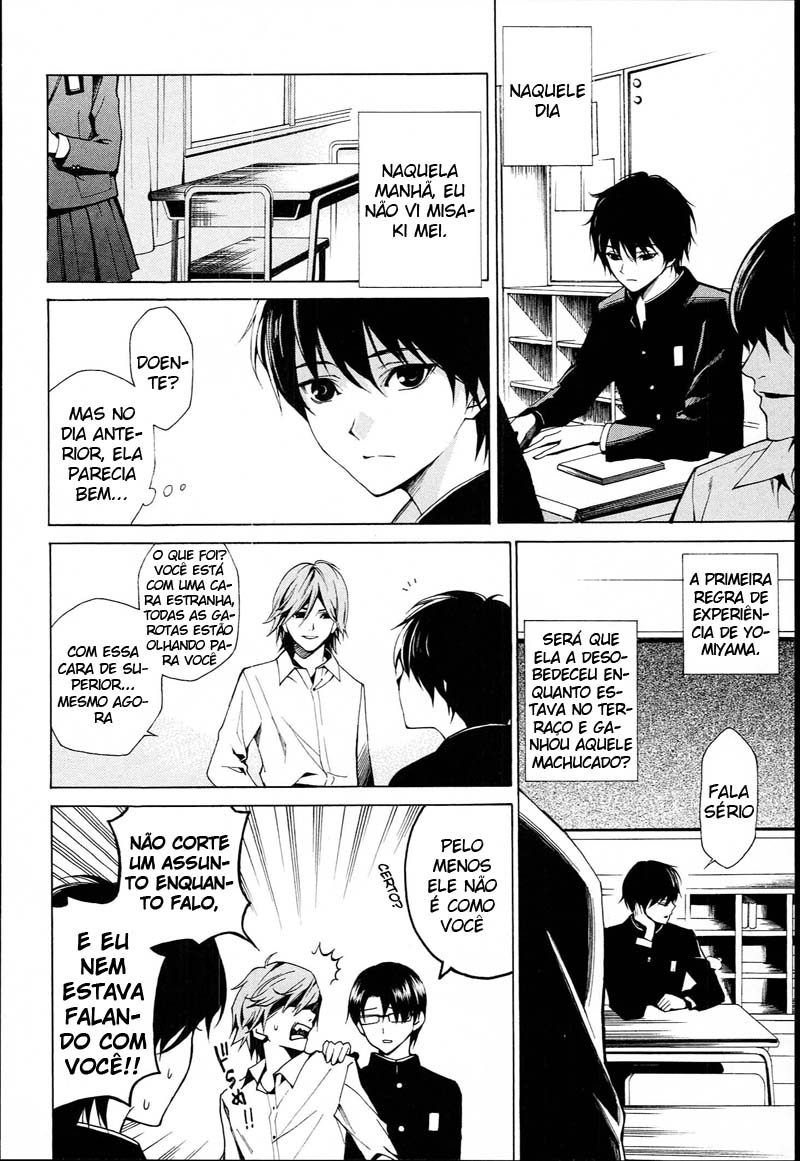 NAQUELE
DIA
NAQUELA
MANHÃ, EU
NÃO VI MISA-
KI MEI.
DOEN-
TE?
MAS NO
DIA ANTE-
RIOR, ELA
PARECIA
BEM...
A PRIMEIRA
REGRA DE
EXPERIÊN-
CIA DE YO-
MIYAMA.
SERÁ QUE
ELA A DESO-
BEDECEU EN-
QUANTO ES-
TAVA NO TER-
RAÇO E GA-
NHOU AQUELE
MACHUCADO?
FALA
SÉRIO
O QUE FOI?
VOCÊ ESTÁ
COM UMA CA-
RA ESTRANHA,
TODAS AS GA-
ROTAS ESTÃO
OLHANDO PA-
RA VOCÊ
COM ESSA
CARA DE SU-
PERIOR...
MESMO AGO-
RA
PELO
MENOS
ELE NÃO
É COMO
VOCÊ
CERTO?
NÃO CORTE
UM ASSUN-
TO ENQUAN-
TO FALO,
E EU
NEM
ESTAVA
FALAN-
DO COM
VOCÊ!!